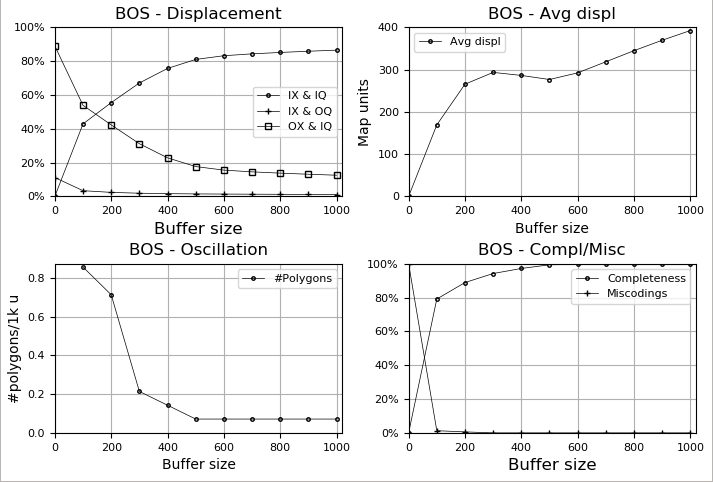 BOS - Displacement
100%
80%
60%
40%
20%
0%
IX & IQ
IX & OQ
OX & IQ
0 200 400 600 800 1000
Buffer size
BOS - Avg displ
Map units
400
300
200
100
0
Avg displ
0 200 400 600 800 1000
Buffer size
BOS - Oscillation
#polygons/1k u
0.8
0.6
0.4
0.2
0.0
#Polygons
0 200 400 600 800 1000
Buffer size
BOS - Compl/Misc
100%
80%
60%
40%
20%
0%
Completeness
Miscodings
0 200 400 600 800 1000
Buffer size